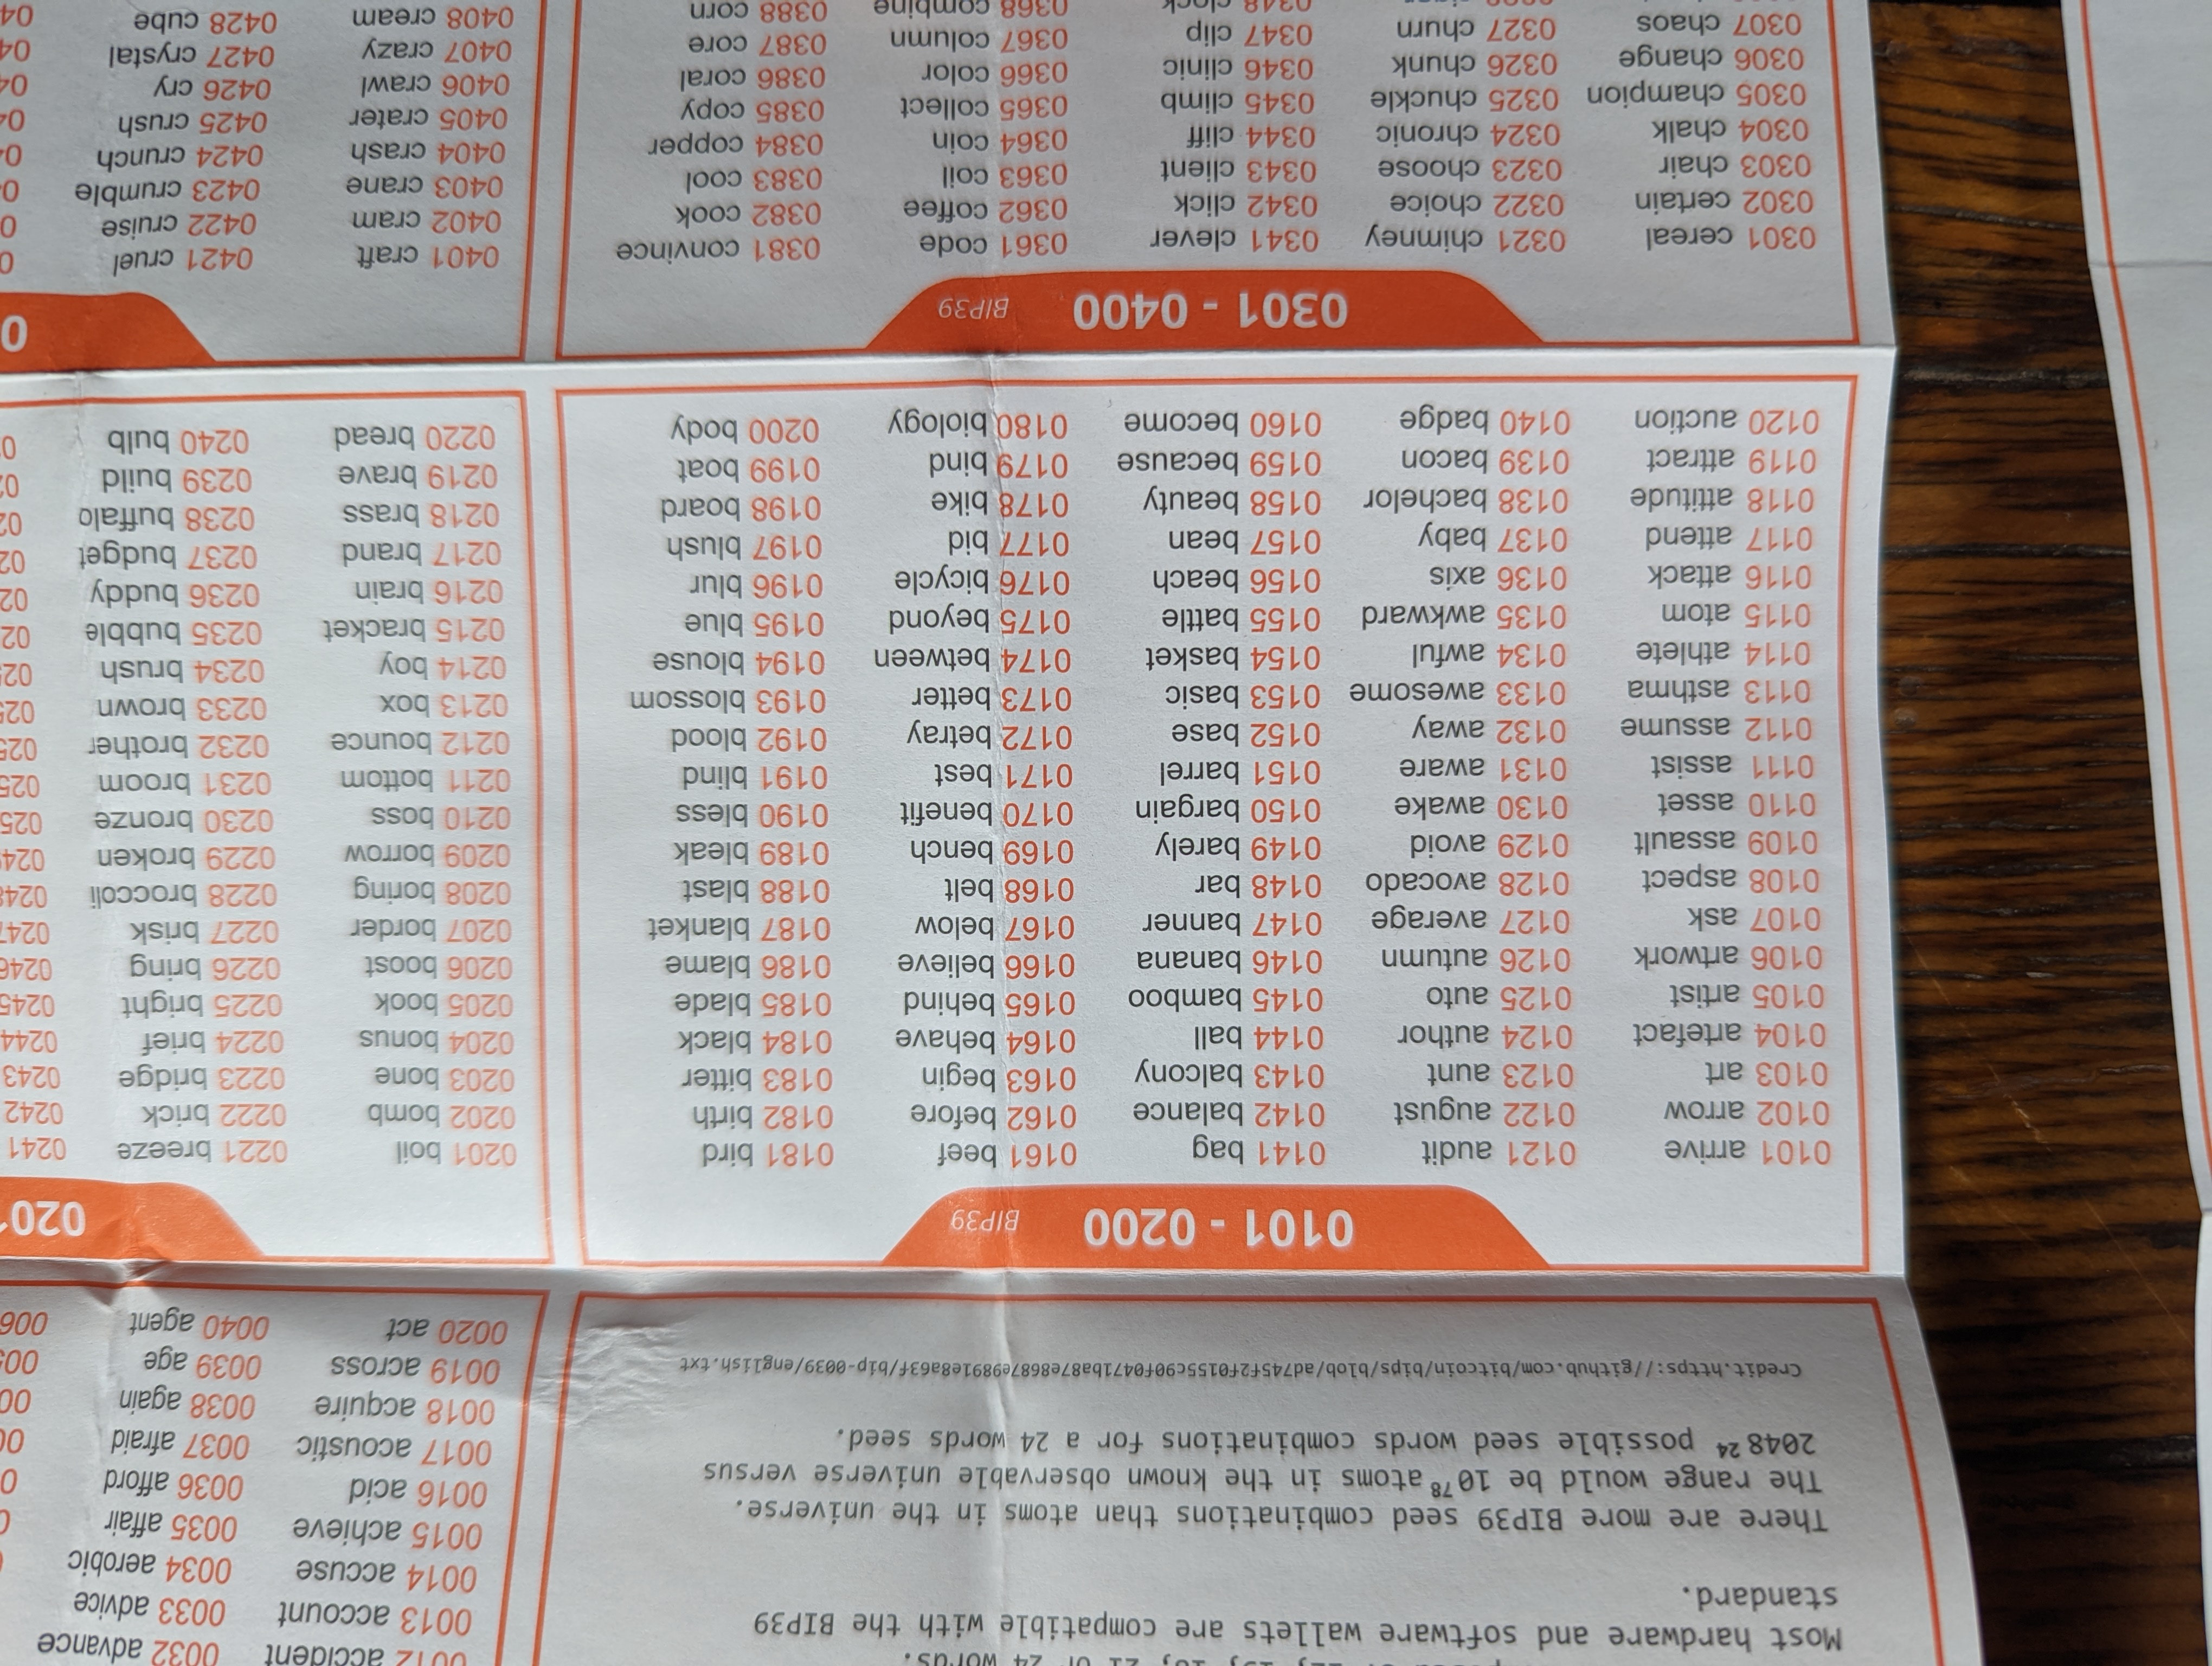 words.
Most hardware and software wallets are compatible with the BIP39
standard.
There are more BIP39 seed combinations than atoms in the universe.
The range would be 10⁷⁸ atoms in the known observable universe versus
2048²⁴ possible seed words combinations for a 24 words seed.
Credit.https://github.com/bitcoin/bips/blob/ad745f2f0155c90f0471ba87e8687e9891e8a63f/bip-0039/english.txt
0012 accident 0032 advance
0013 account 0033 advice
0014 accuse 0034 aerobic
0015 achieve 0035 affair
0016 acid 0036 afford
0017 acoustic 0037 afraid
0018 acquire 0038 again
0019 across 0039 age
0020 act 0040 agent
0101 - 0200 BIP39
0101 arrive 0121 audit 0141 bag 0161 beef 0181 bird
0102 arrow 0122 august 0142 balance 0162 before 0182 birth
0103 art 0123 aunt 0143 balcony 0163 begin 0183 bitter
0104 artefact 0124 author 0144 ball 0164 behave 0184 black
0105 artist 0125 auto 0145 bamboo 0165 behind 0185 blade
0106 artwork 0126 autumn 0146 banana 0166 believe 0186 blame
0107 ask 0127 average 0147 banner 0167 below 0187 blanket
0108 aspect 0128 avocado 0148 bar 0168 belt 0188 blast
0109 assault 0129 avoid 0149 barely 0169 bench 0189 bleak
0110 asset 0130 awake 0150 bargain 0170 benefit 0190 bless
0111 assist 0131 aware 0151 barrel 0171 best 0191 blind
0112 assume 0132 away 0152 base 0172 betray 0192 blood
0113 asthma 0133 awesome 0153 basic 0173 better 0193 blossom
0114 athlete 0134 awful 0154 basket 0174 between 0194 blouse
0115 atom 0135 awkward 0155 battle 0175 beyond 0195 blue
0116 attack 0136 axis 0156 beach 0176 bicycle 0196 blur
0117 attend 0137 baby 0157 bean 0177 bid 0197 blush
0118 attitude 0138 bachelor 0158 beauty 0178 bike 0198 board
0119 attract 0139 bacon 0159 because 0179 bind 0199 boat
0120 auction 0140 badge 0160 become 0180 biology 0200 body
0201 boil 0221 breeze 0241
0202 bomb 0222 brick 0242
0203 bone 0223 bridge 0243
0204 bonus 0224 brief 0244
0205 book 0225 bright 0245
0206 boost 0226 bring
0207 border 0227 brisk
0208 boring 0228 broccoli
0209 borrow 0229 broken
0210 boss 0230 bronze
0211 bottom 0231 broom
0212 bounce 0232 brother
0213 box 0233 brown
0214 boy 0234 brush
0215 bracket 0235 bubble
0216 brain 0236 buddy
0217 brand 0237 budget
0218 brass 0238 buffalo
0219 brave 0239 build
0220 bread 0240 bulb
0301 - 0400 BIP39
0301 cereal 0321 chimney 0341 clever 0361 code 0381 convince
0302 certain 0322 choice 0342 click 0362 coffee 0382 cook
0303 chair 0323 choose 0343 client 0363 coil 0383 cool
0304 chalk 0324 chronic 0344 cliff 0364 coin 0384 copper
0305 champion 0325 chuckle 0345 climb 0365 collect 0385 copy
0306 change 0326 chunk 0346 clinic 0366 color 0386 coral
0307 chaos 0327 churn 0347 clip 0367 column 0387 core
0348 clock 0368 combine 0388 corn
0401 craft 0421 cruel
0402 cram 0422 cruise
0403 crane 0423 crumble
0404 crash 0424 crunch
0405 crater 0425 crush
0406 crawl 0426 cry
0407 crazy 0427 crystal
0408 cream 0428 cube